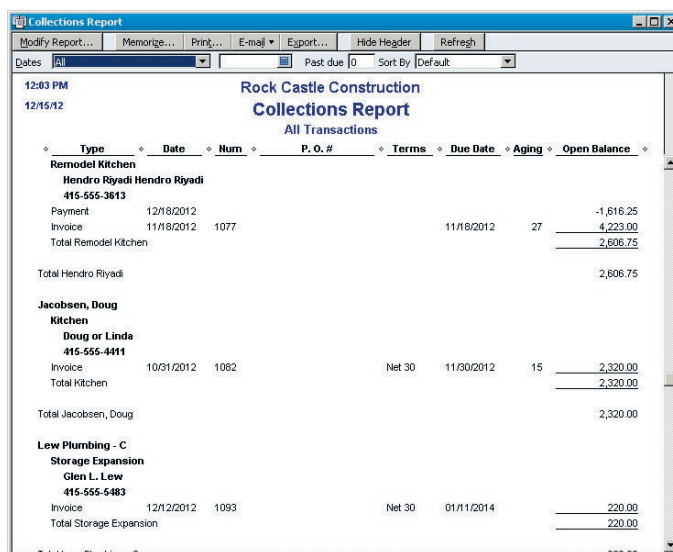 Collections Report
Modify Report... Memorize... Print... E-mail Export... Hide Header Refresh
Dates All Past due 0 Sort By Default
12:03 PM Rock Castle Construction
12/15/12 Collections Report
All Transactions
Type Date Num P. O. # Terms Due Date Aging Open Balance
Remodel Kitchen
Hendro Riyadi Hendro Riyadi
415-555-3613
Payment 12/18/2012 -1,616.25
Invoice 11/18/2012 1077 11/18/2012 27 4,223.00
Total Remodel Kitchen 2,606.75
Total Hendro Riyadi 2,606.75
Jacobsen, Doug
Kitchen
Doug or Linda
415-555-4411
Invoice 10/31/2012 1082 Net 30 11/30/2012 15 2,320.00
Total Kitchen 2,320.00
Total Jacobsen, Doug 2,320.00
Lew Plumbing - C
Storage Expansion
Glen L. Lew
415-555-5483
Invoice 12/12/2012 1093 Net 30 01/11/2014 220.00
Total Storage Expansion 220.00